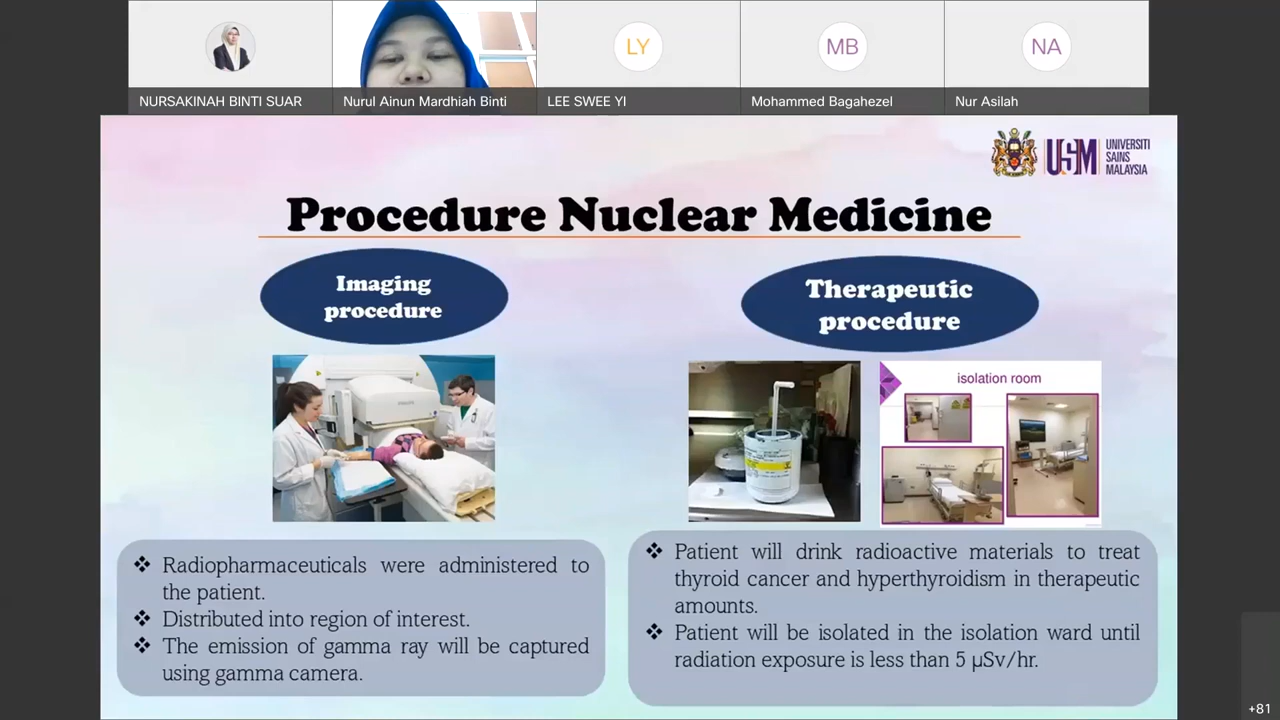 LY
MB
NA
NURSAKINAH BINTI SUAR
Nurul Ainun Mardhiah Binti
LEE SWEE YI
Mohammed Bagahezel
Nur Asilah
USM
UNIVERSITI
SAINS
MALAYSIA
Procedure Nuclear Medicine
Imaging
procedure
Therapeutic
procedure
isolation room
❖ Radiopharmaceuticals were administered to
the patient.
❖ Distributed into region of interest.
❖ The emission of gamma ray will be captured
using gamma camera.
❖ Patient will drink radioactive materials to treat
thyroid cancer and hyperthyroidism in therapeutic
amounts.
❖ Patient will be isolated in the isolation ward until
radiation exposure is less than 5 µSv/hr.
+81